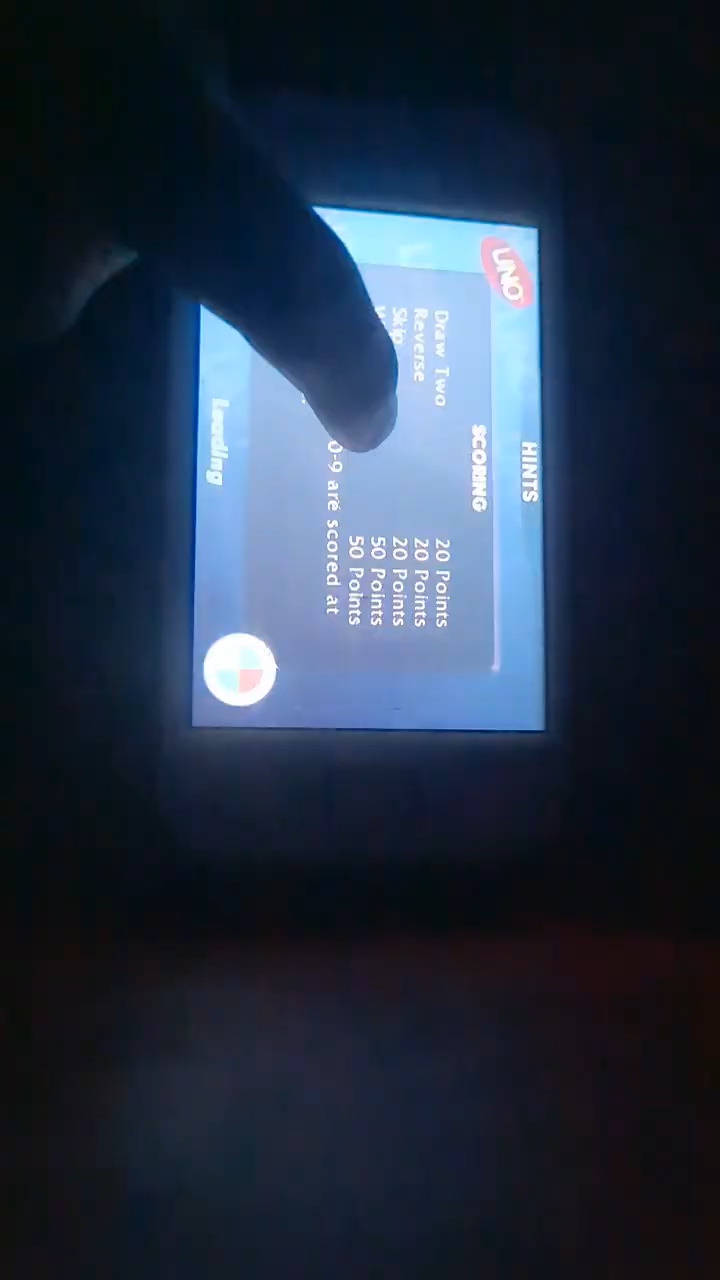 UNO
HINTS
SCORING
Draw Two 20 Points
Reverse 20 Points
Skip 20 Points
50 Points
50 Points
0-9 are scored at
Loading